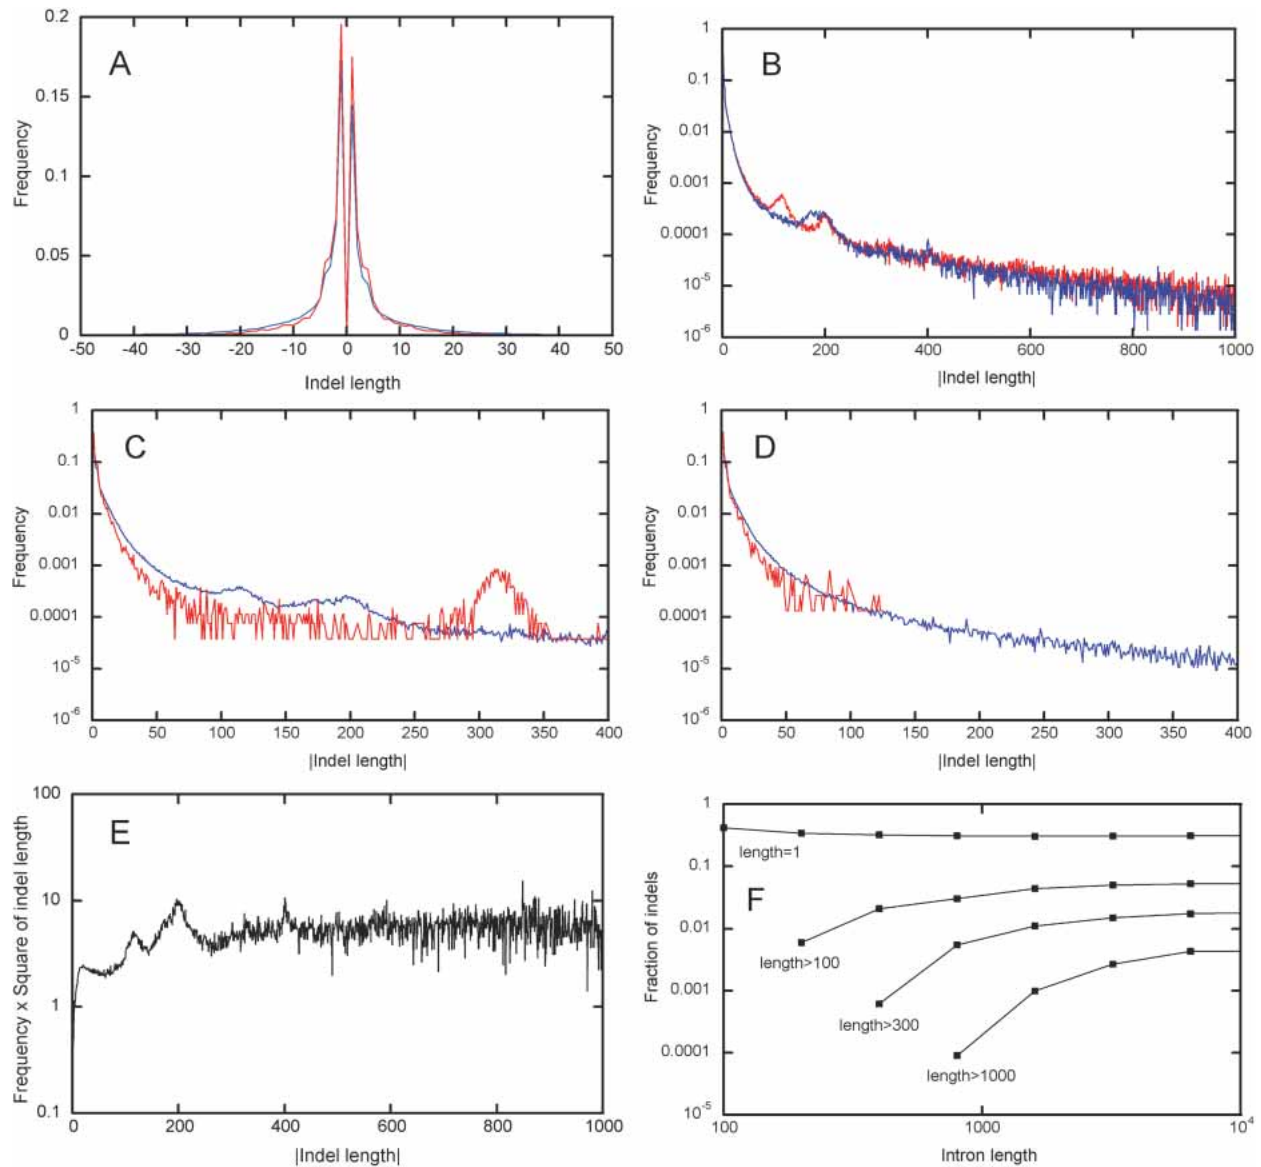 A
Frequency
0.2
0.15
0.1
0.05
0
-50 -40 -30 -20 -10 0 10 20 30 40 50
Indel length
B
Frequency
1
0.1
0.01
0.001
0.0001
10-5
10-6
0 200 400 600 800 1000
|Indel length|
C
Frequency
1
0.1
0.01
0.001
0.0001
10-5
10-6
0 50 100 150 200 250 300 350 400
|Indel length|
D
Frequency
1
0.1
0.01
0.001
0.0001
10-5
10-6
0 50 100 150 200 250 300 350 400
|Indel length|
E
Frequency x Square of indel length
100
10
1
0.1
0 200 400 600 800 1000
|Indel length|
F
Fraction of indels
1
0.1
0.01
0.001
0.0001
10-5
length=1
length>100
length>300
length>1000
100 1000 10⁴
Intron length